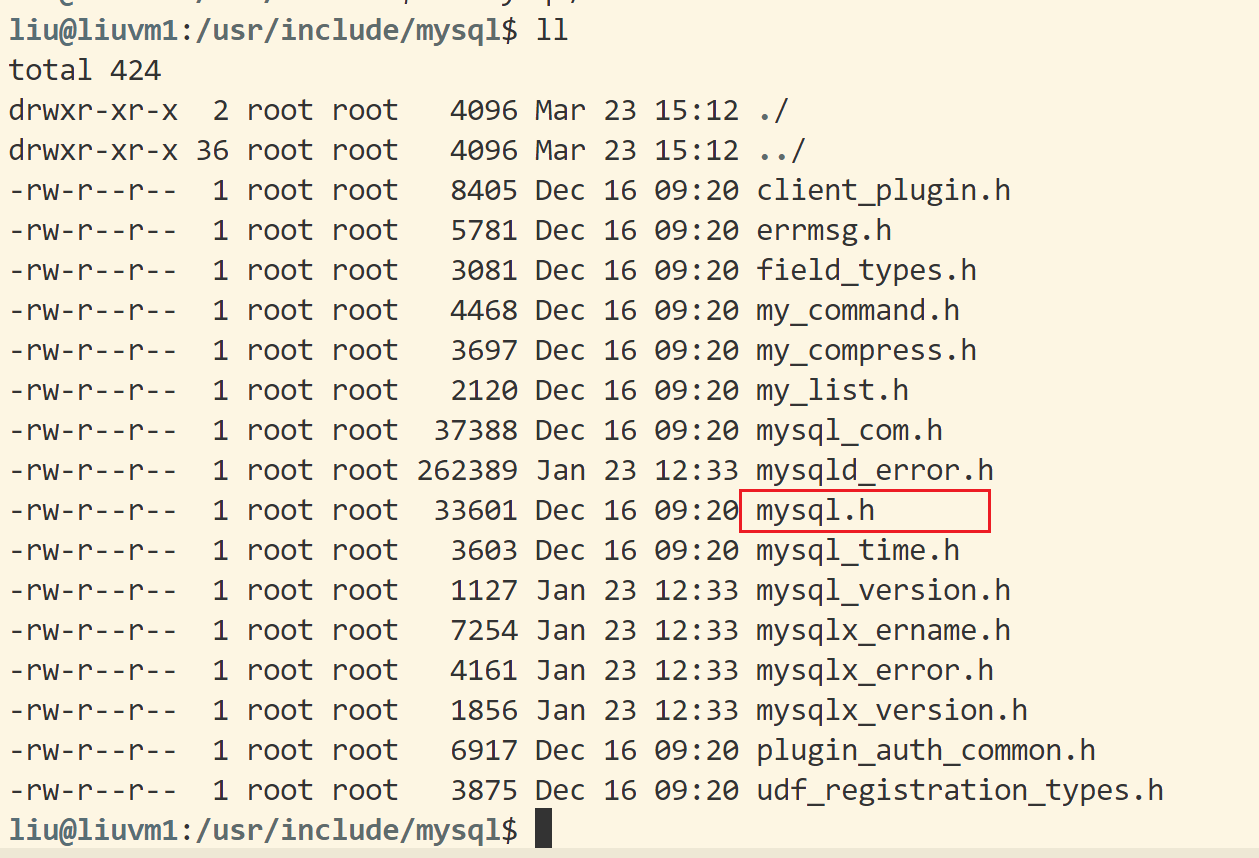 liu@liuvm1:/usr/include/mysql$ ll
total 424
drwxr-xr-x  2 root root   4096 Mar 23 15:12 ./
drwxr-xr-x 36 root root   4096 Mar 23 15:12 ../
-rw-r--r--  1 root root   8405 Dec 16 09:20 client_plugin.h
-rw-r--r--  1 root root   5781 Dec 16 09:20 errmsg.h
-rw-r--r--  1 root root   3081 Dec 16 09:20 field_types.h
-rw-r--r--  1 root root   4468 Dec 16 09:20 my_command.h
-rw-r--r--  1 root root   3697 Dec 16 09:20 my_compress.h
-rw-r--r--  1 root root   2120 Dec 16 09:20 my_list.h
-rw-r--r--  1 root root  37388 Dec 16 09:20 mysql_com.h
-rw-r--r--  1 root root 262389 Jan 23 12:33 mysqld_error.h
-rw-r--r--  1 root root  33601 Dec 16 09:20 mysql.h
-rw-r--r--  1 root root   3603 Dec 16 09:20 mysql_time.h
-rw-r--r--  1 root root   1127 Jan 23 12:33 mysql_version.h
-rw-r--r--  1 root root   7254 Jan 23 12:33 mysqlx_ername.h
-rw-r--r--  1 root root   4161 Jan 23 12:33 mysqlx_error.h
-rw-r--r--  1 root root   1856 Jan 23 12:33 mysqlx_version.h
-rw-r--r--  1 root root   6917 Dec 16 09:20 plugin_auth_common.h
-rw-r--r--  1 root root   3875 Dec 16 09:20 udf_registration_types.h
liu@liuvm1:/usr/include/mysql$